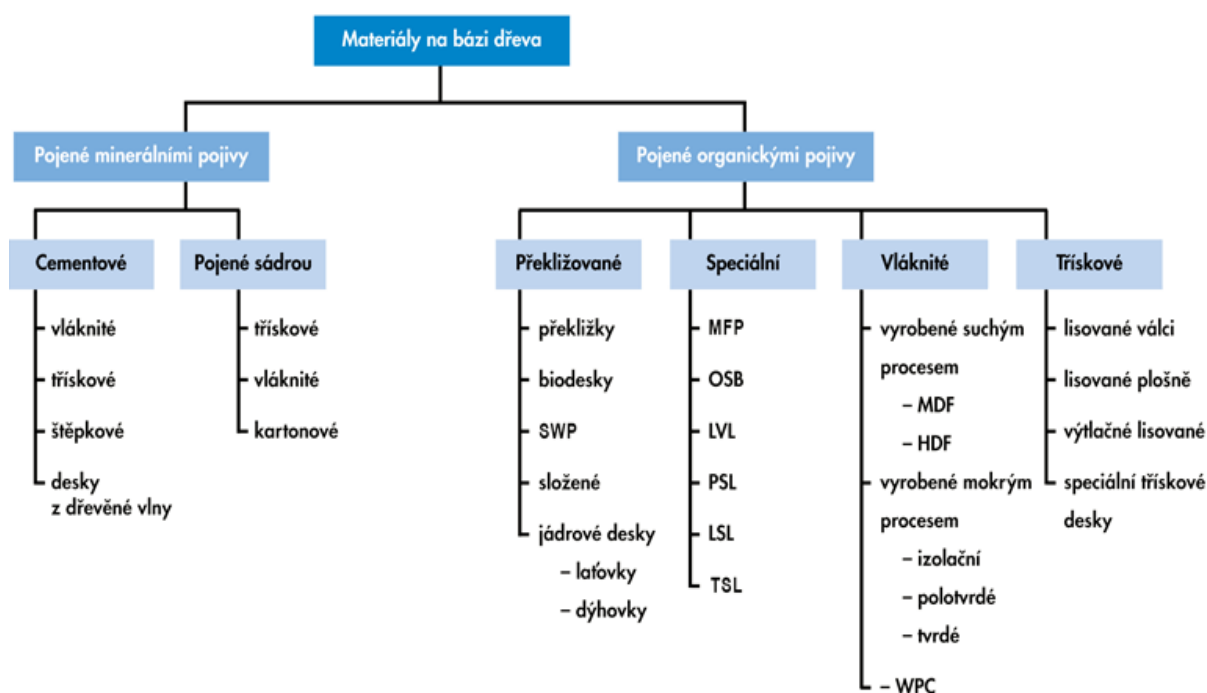 Materiály na bázi dřeva
Pojené minerálními pojivy
Pojené organickými pojivy
Cementové
vláknité
třískové
štěpkové
desky
z dřevěné vlny
Pojené sádrou
třískové
vláknité
kartonové
Překližované
překližky
biodesky
SWP
složené
jádrové desky
– laťovky
– dýhovky
Speciální
MFP
OSB
LVL
PSL
LSL
TSL
Vláknité
vyrobené suchým
procesem
– MDF
– HDF
vyrobené mokrým
procesem
– izolační
– polotvrdé
– tvrdé
– WPC
Třískové
lisované válci
lisované plošně
výtlačné lisované
speciální třískové
desky